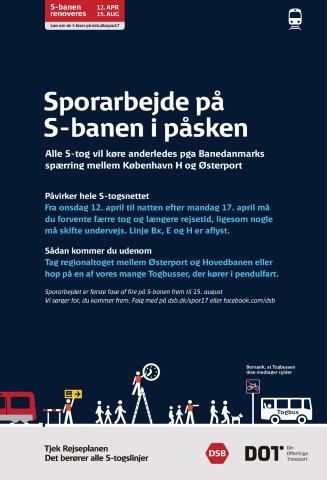 S-banen renoveres
12. APR
15. AUG
Læs om de 4 faser på dsb.dk/spor17
Sporarbejde på
S-banen i påsken
Alle S-tog vil køre anderledes pga Banedanmarks
spærring mellem København H og Østerport
Påvirker hele S-togsnettet
Fra onsdag 12. april til natten efter mandag 17. april må
du forvente færre tog og længere rejsetid, ligesom nogle
må skifte undervejs. Linje Bx, E og H er aflyst.
Sådan kommer du udenom
Tag regionaltoget mellem Østerport og Hovedbanen eller
hop på en af vores mange Togbusser, der kører i pendulfart.
Sporarbejdet er første fase af fire på S-banen frem til 15. august
Vi sørger for, du kommer frem. Følg med på dsb.dk/spor17 eller facebook.com/dsb
Bemærk, at Togbussen
ikke medtager cykler
Togbus
Tjek Rejseplanen
Det berører alle S-togslinjer
DSB
DOT
Din
Offentlige
Transport